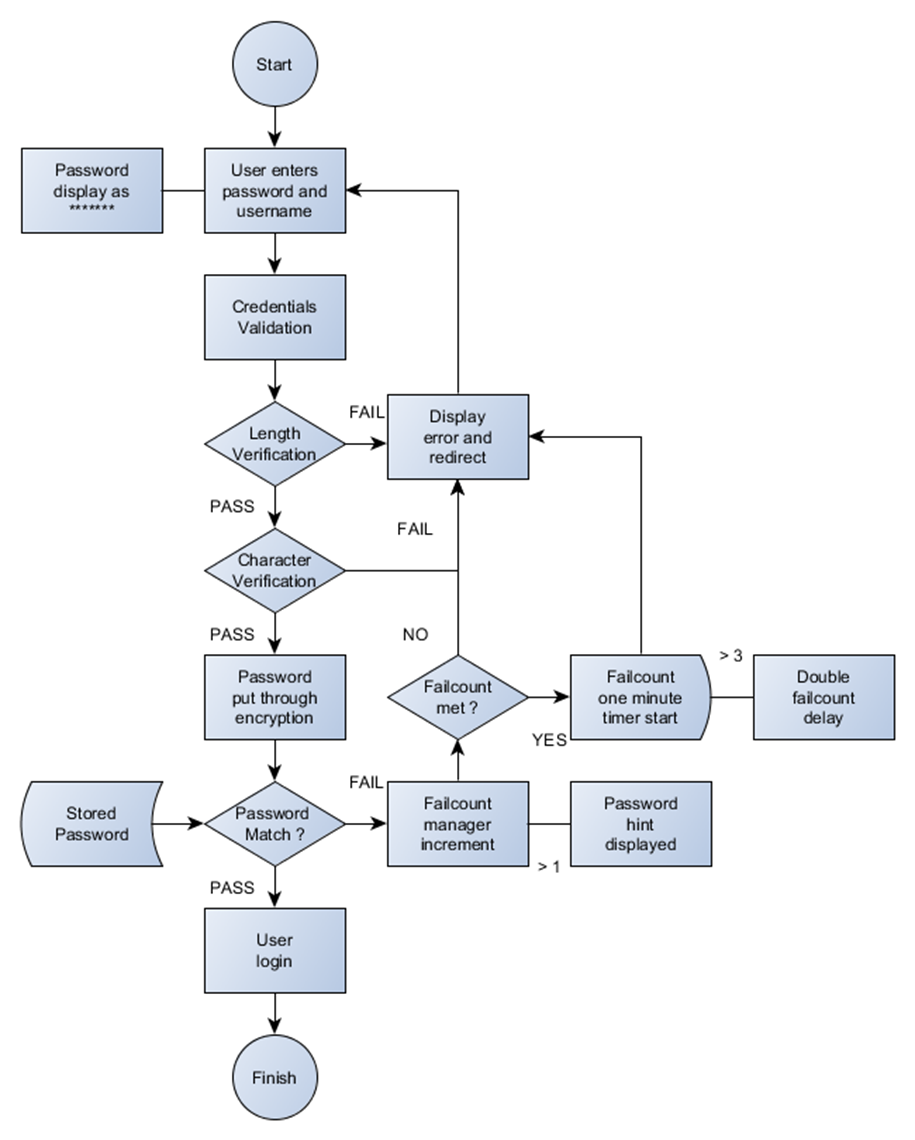 Start
Password
display as
*******
User enters
password and
username
Credentials
Validation
Length
Verification
FAIL
Display
error and
redirect
PASS
FAIL
Character
Verification
PASS
NO
Password
put through
encryption
Failcount
met ?
YES
Failcount
one minute
timer start
> 3
Double
failcount
delay
Stored
Password
Password
Match ?
FAIL
Failcount
manager
increment
> 1
Password
hint
displayed
PASS
User
login
Finish